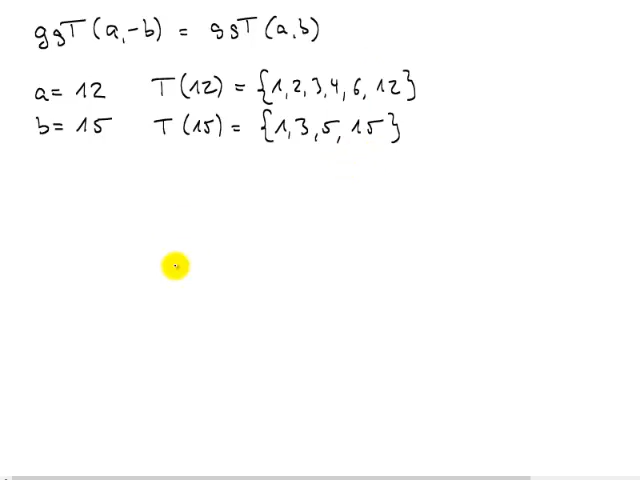 ggT(a,-b) = ggT(a,b)
a= 12 T(12) = {1,2,3,4,6,12}
b= 15 T(15) = {1,3,5,15}